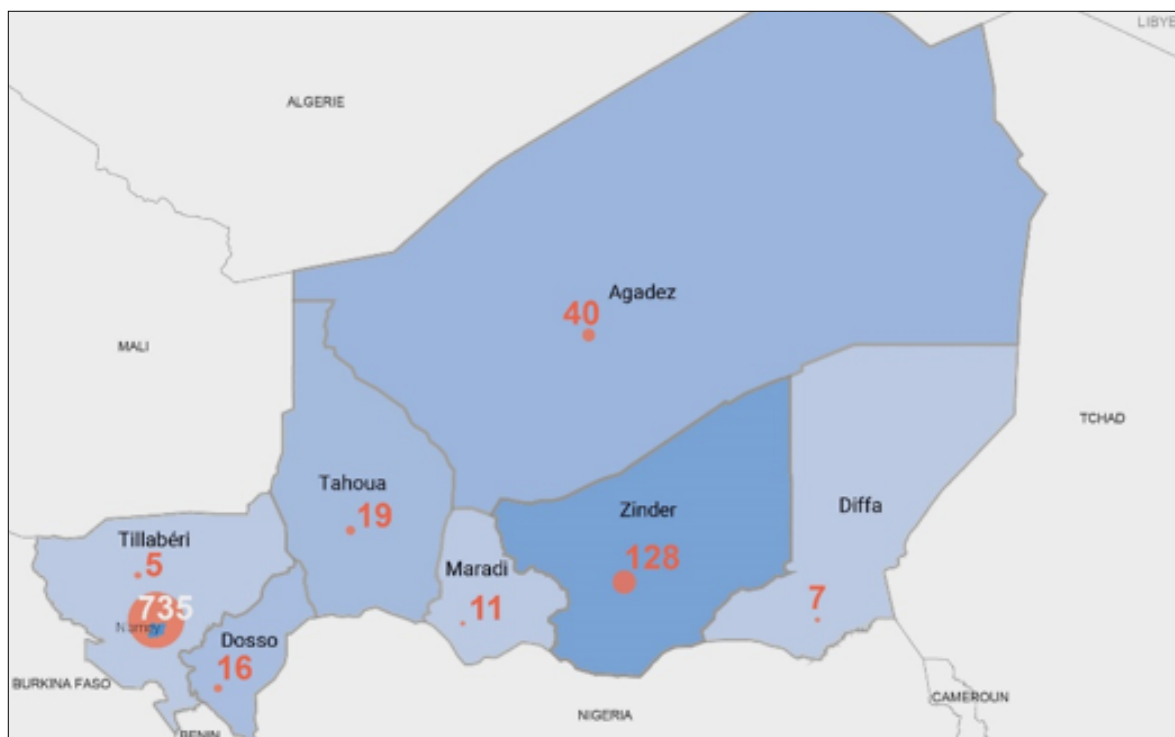 LIBYE
ALGERIE
Agadez
40
MALI
TCHAD
Tahoua
19
Zinder
128
Diffa
7
Tillabéri
5
735
Maradi
11
Dosso
16
BURKINA FASO
CAMEROUN
NIGERIA
BENIN